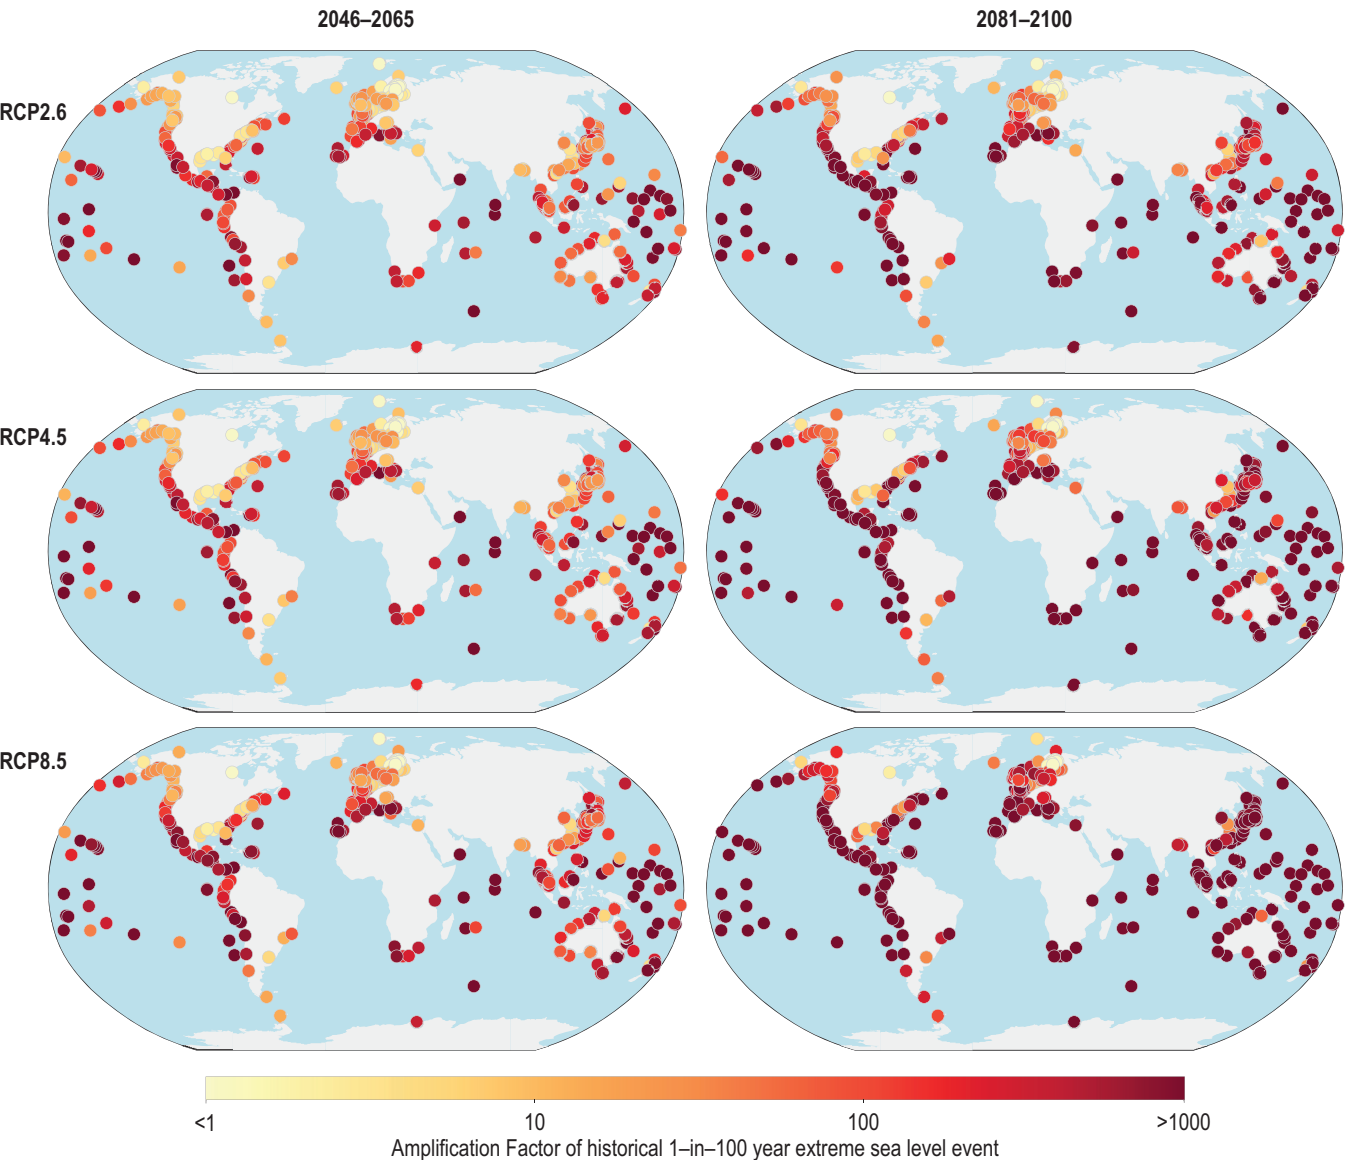 2046–2065
2081–2100
RCP2.6
RCP4.5
RCP8.5
<1
10
100
>1000
Amplification Factor of historical 1–in–100 year extreme sea level event